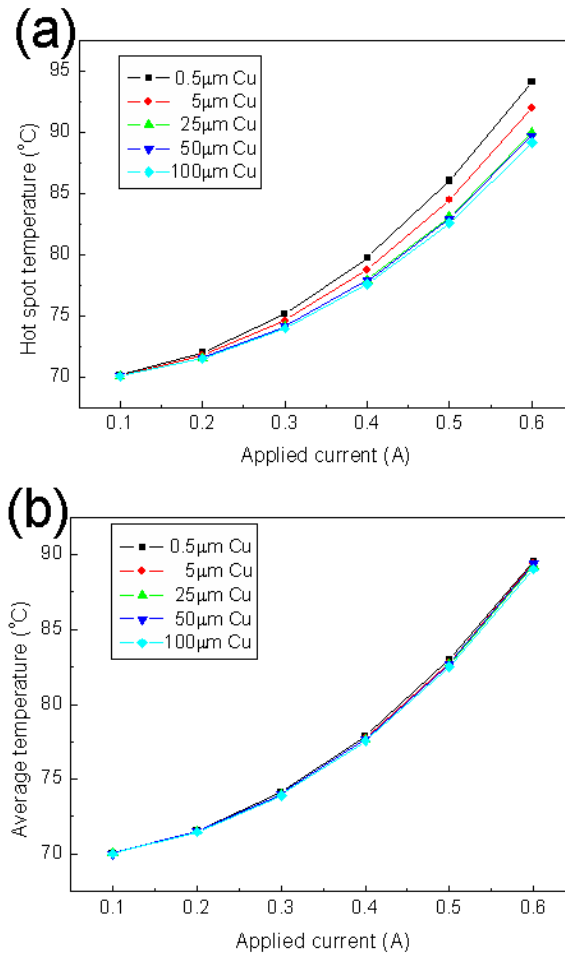 (a)
95
90
85
80
75
70
Hot spot temperature (°C)
0.5μm Cu
5μm Cu
25μm Cu
50μm Cu
100μm Cu
0.1 0.2 0.3 0.4 0.5 0.6
Applied current (A)
(b)
90
85
80
75
70
Average temperature (°C)
0.5μm Cu
5μm Cu
25μm Cu
50μm Cu
100μm Cu
0.1 0.2 0.3 0.4 0.5 0.6
Applied current (A)